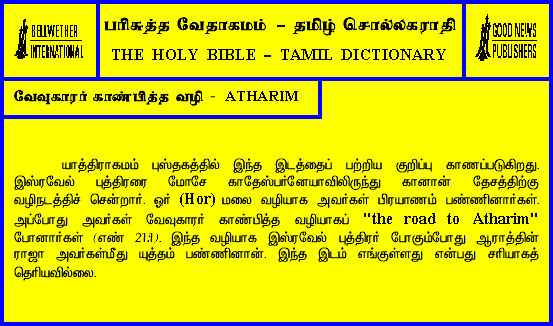 BELLWETHER
INTERNATIONAL
பரிசுத்த வேதாகமம் – தமிழ் சொல்லகராதி
THE HOLY BIBLE – TAMIL DICTIONARY
GOOD NEWS
PUBLISHERS
வேவுகாரர் காண்பித்த வழி - ATHARIM
யாத்திராகமம் புஸ்தகத்தில் இந்த இடத்தைப் பற்றிய குறிப்பு காணப்படுகிறது.
இஸ்ரவேல் புத்திரரை மோசே காதேஸ்பர்னேயாவிலிருந்து கானான் தேசத்திற்கு
வழிநடத்திச் சென்றார். ஓர் (Hor) மலை வழியாக அவர்கள் பிரயாணம் பண்ணினார்கள்.
அப்போது அவர்கள் வேவுகாரர் காண்பித்த வழியாகப் "the road to Atharim"
போனார்கள் (எண் 21:1). இந்த வழியாக இஸ்ரவேல் புத்திரர் போகும்போது ஆராத்தின்
ராஜா அவர்கள்மீது யுத்தம் பண்ணினான். இந்த இடம் எங்குள்ளது என்பது சரியாகத்
தெரியவில்லை.